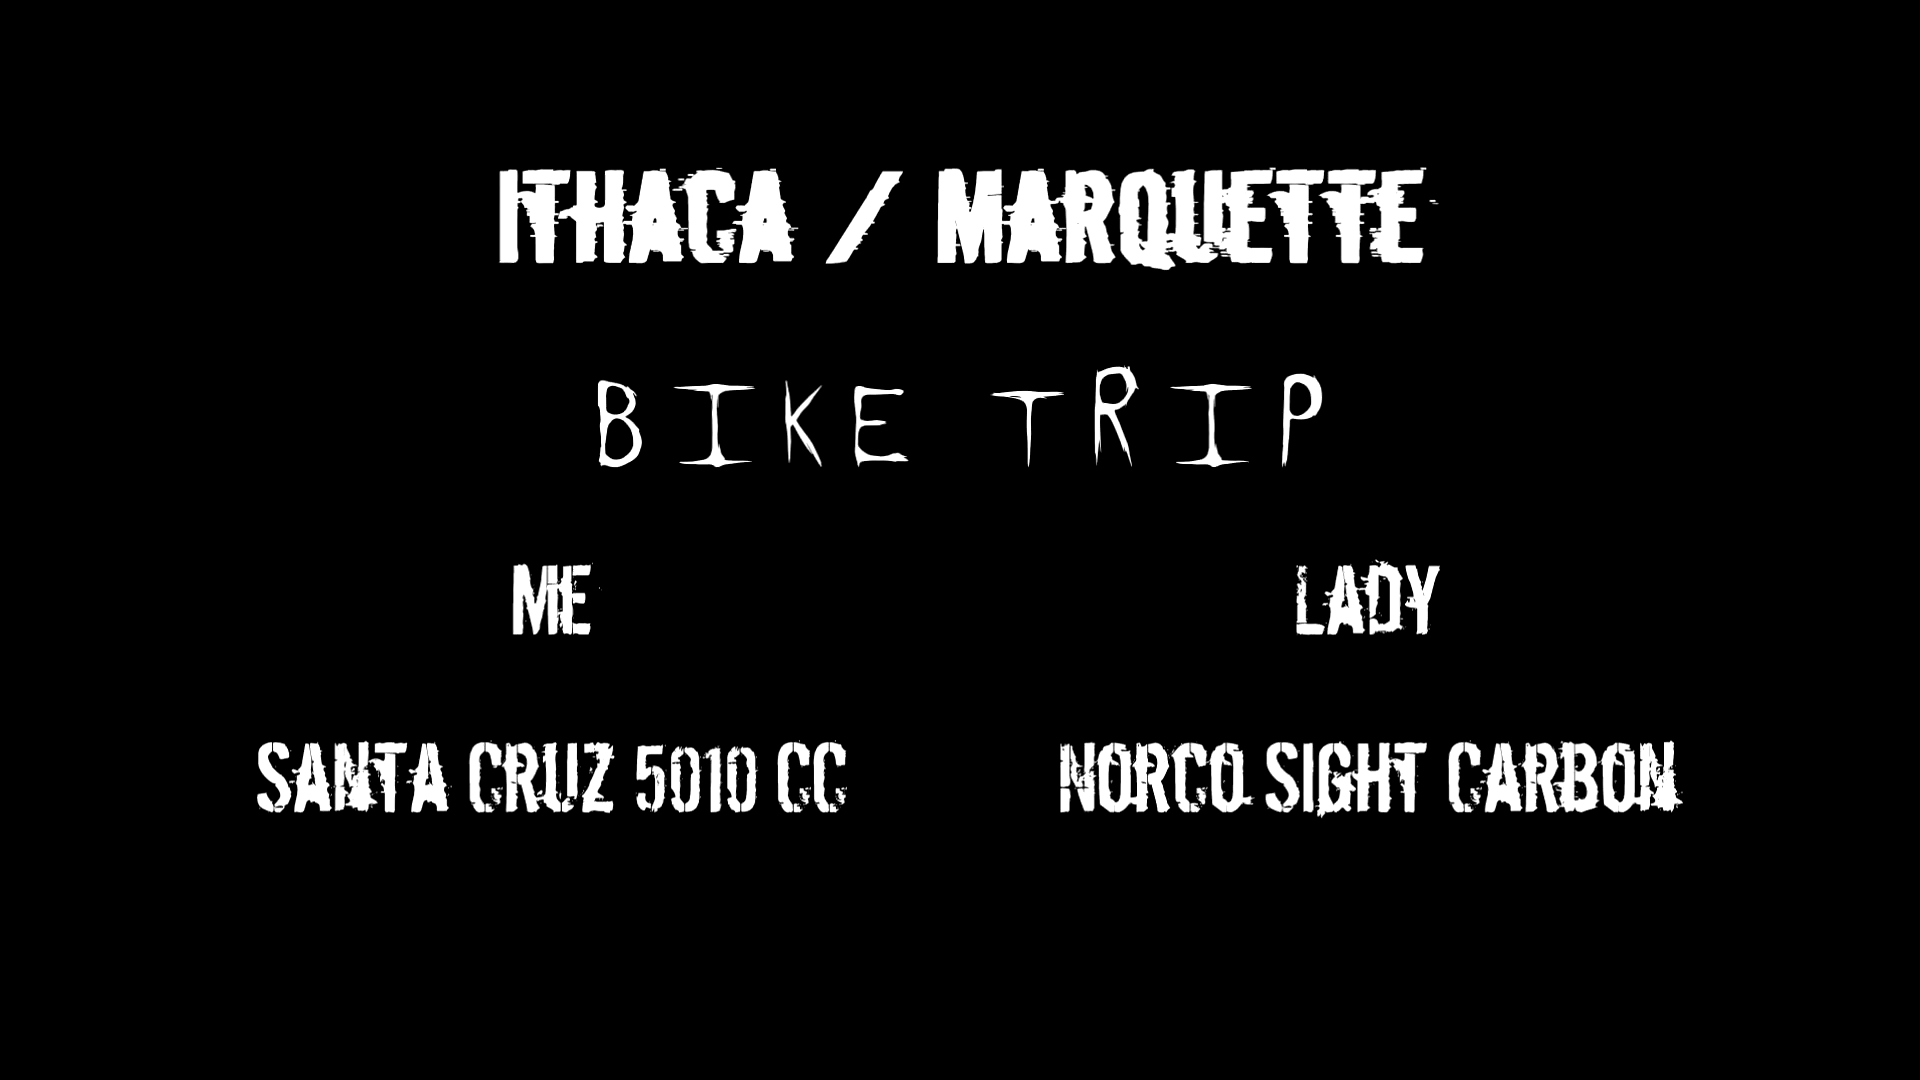 ITHACA / MARQUETTE
BIKE TRIP
ME
LADY
SANTA CRUZ 5010 CC
NORCO SIGHT CARBON